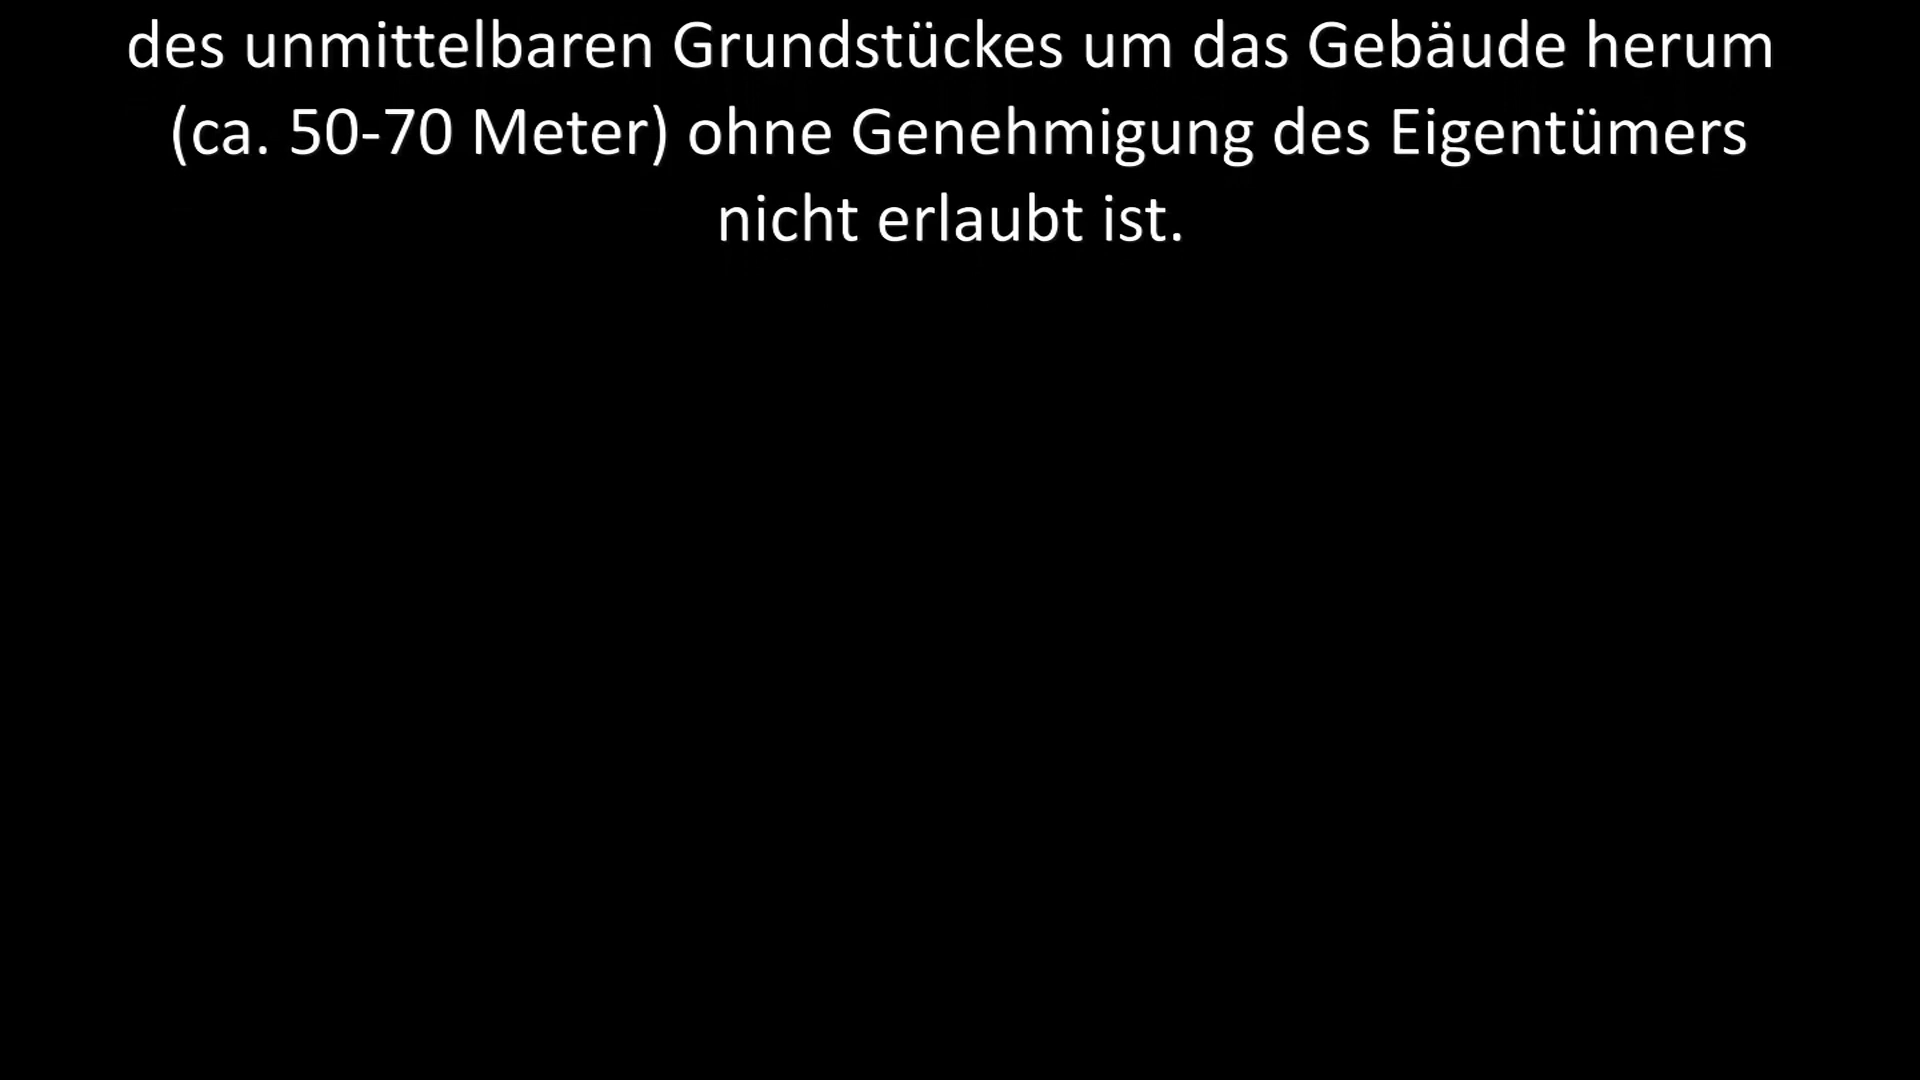 des unmittelbaren Grundstückes um das Gebäude herum
(ca. 50-70 Meter) ohne Genehmigung des Eigentümers
nicht erlaubt ist.